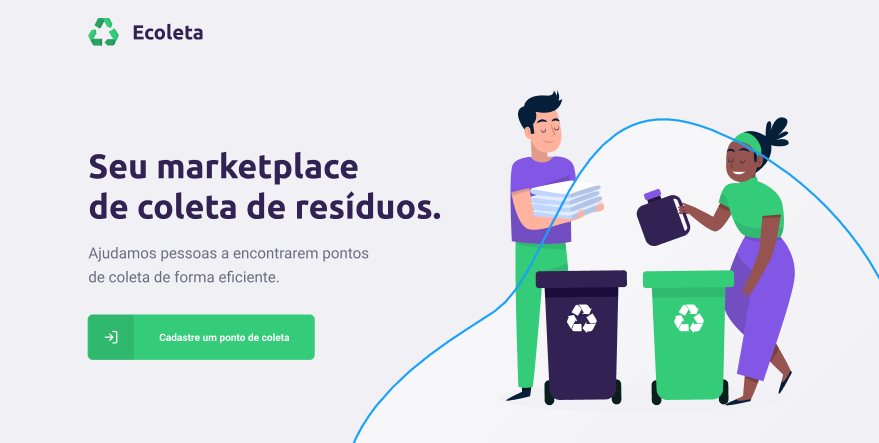 Ecoleta
Seu marketplace
de coleta de resíduos.
Ajudamos pessoas a encontrarem pontos
de coleta de forma eficiente.
Cadastre um ponto de coleta